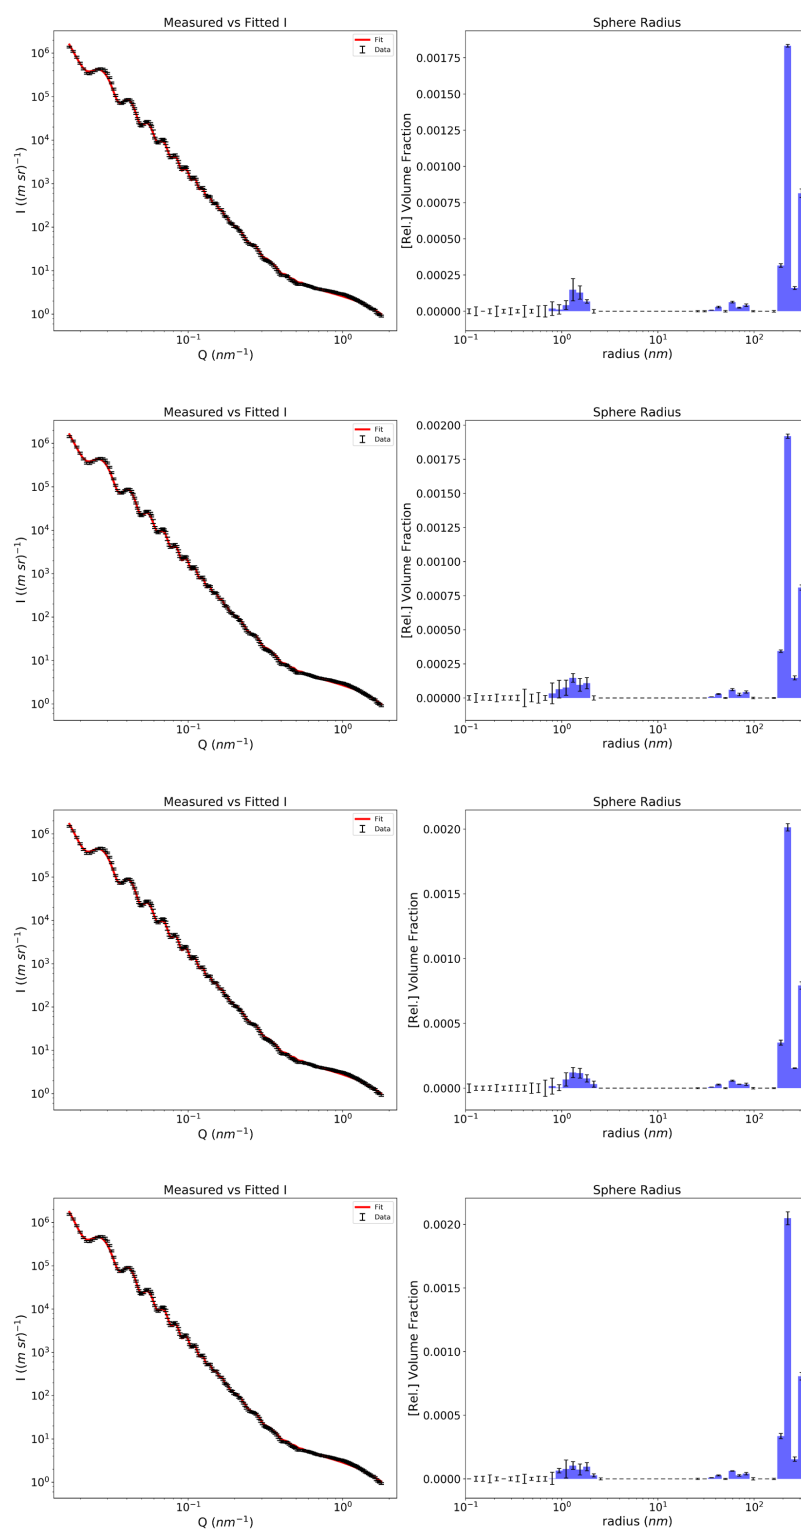 Measured vs Fitted I
Fit
Data
10^6
10^5
10^4
10^3
10^2
10^1
10^0
I ((m sr)^−1)
10^−1
10^0
Q (nm^−1)
Sphere Radius
0.00175
0.00150
0.00125
0.00100
0.00075
0.00050
0.00025
0.00000
[Rel.] Volume Fraction
10^−1
10^0
10^1
10^2
radius (nm)
Measured vs Fitted I
Fit
Data
10^6
10^5
10^4
10^3
10^2
10^1
10^0
I ((m sr)^−1)
10^−1
10^0
Q (nm^−1)
Sphere Radius
0.00200
0.00175
0.00150
0.00125
0.00100
0.00075
0.00050
0.00025
0.00000
[Rel.] Volume Fraction
10^−1
10^0
10^1
10^2
radius (nm)
Measured vs Fitted I
Fit
Data
10^6
10^5
10^4
10^3
10^2
10^1
10^0
I ((m sr)^−1)
10^−1
10^0
Q (nm^−1)
Sphere Radius
0.0020
0.0015
0.0010
0.0005
0.0000
[Rel.] Volume Fraction
10^−1
10^0
10^1
10^2
radius (nm)
Measured vs Fitted I
Fit
Data
10^6
10^5
10^4
10^3
10^2
10^1
10^0
I ((m sr)^−1)
10^−1
10^0
Q (nm^−1)
Sphere Radius
0.0020
0.0015
0.0010
0.0005
0.0000
[Rel.] Volume Fraction
10^−1
10^0
10^1
10^2
radius (nm)